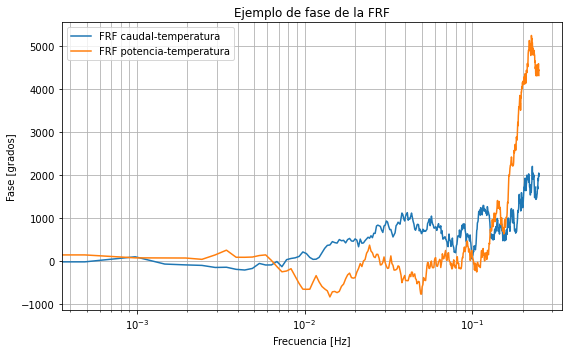 Ejemplo de fase de la FRF
FRF caudal-temperatura
FRF potencia-temperatura
Fase [grados]
5000
4000
3000
2000
1000
0
−1000
10⁻³
10⁻²
10⁻¹
Frecuencia [Hz]